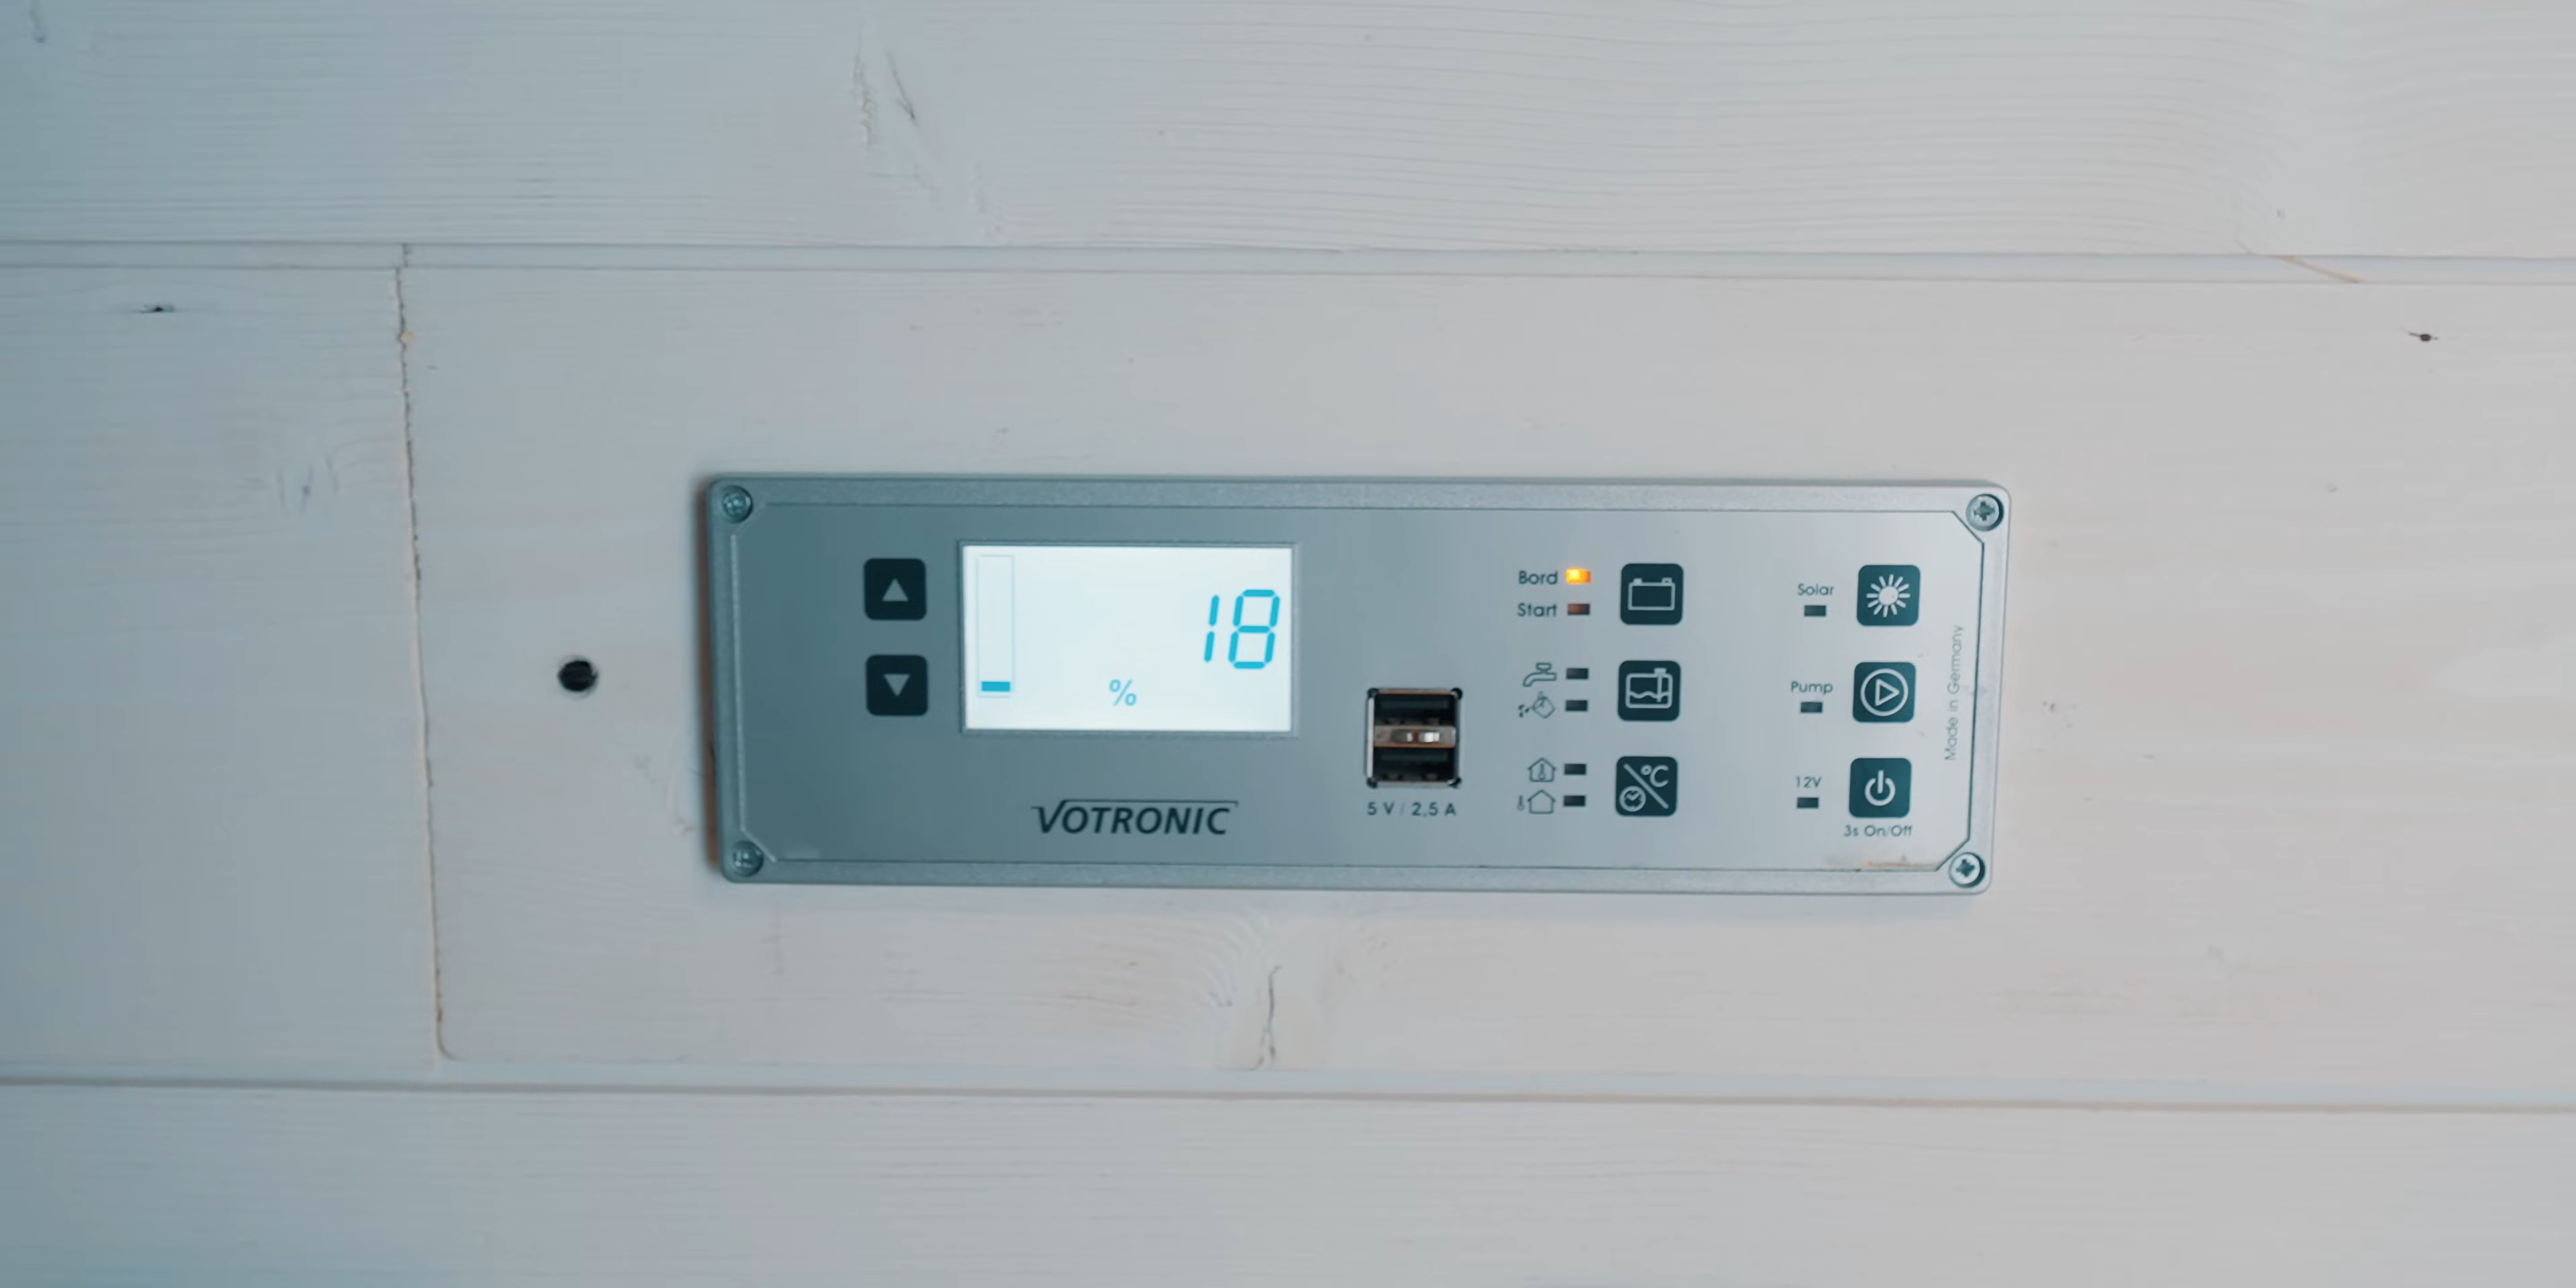 18
%
VOTRONIC
5 V / 2,5 A
Bord
Start
°C
Solar
Pump
12V
3s On/Off
Made in Germany